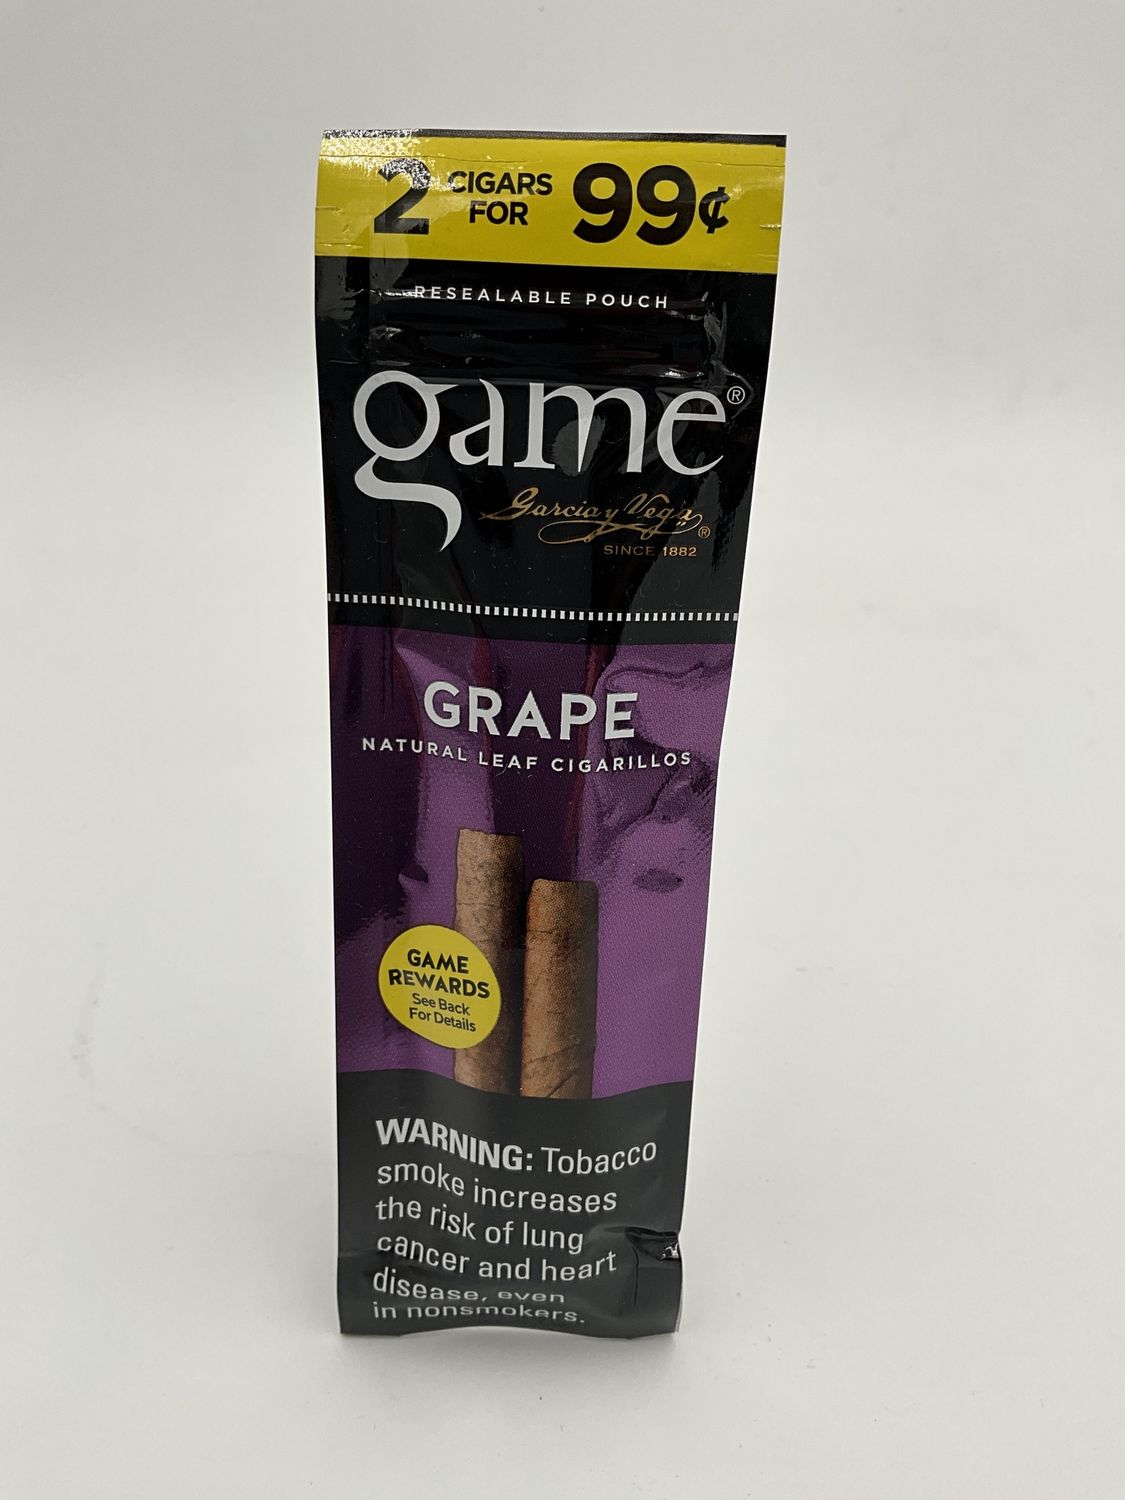 2 CIGARS FOR 99¢
RESEALABLE POUCH
game®
Garcia y Vega®
SINCE 1882
GRAPE
NATURAL LEAF CIGARILLOS
GAME
REWARDS
See Back
For Details
WARNING: Tobacco
smoke increases
the risk of lung
cancer and heart
disease, even
in nonsmokers.